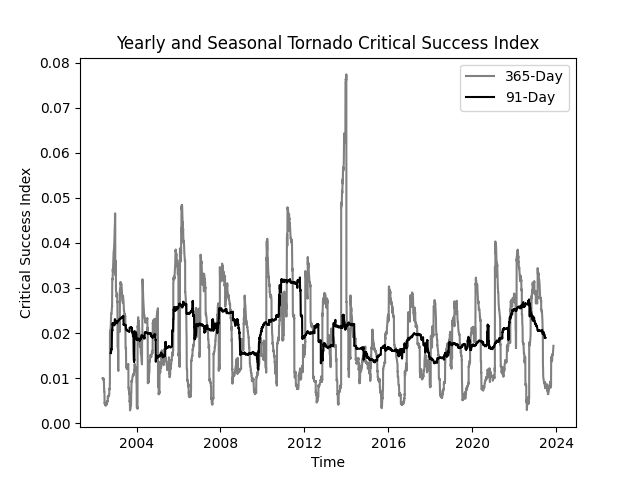 Yearly and Seasonal Tornado Critical Success Index
365-Day
91-Day
0.08
0.07
0.06
0.05
0.04
0.03
0.02
0.01
0.00
Critical Success Index
2004 2008 2012 2016 2020 2024
Time